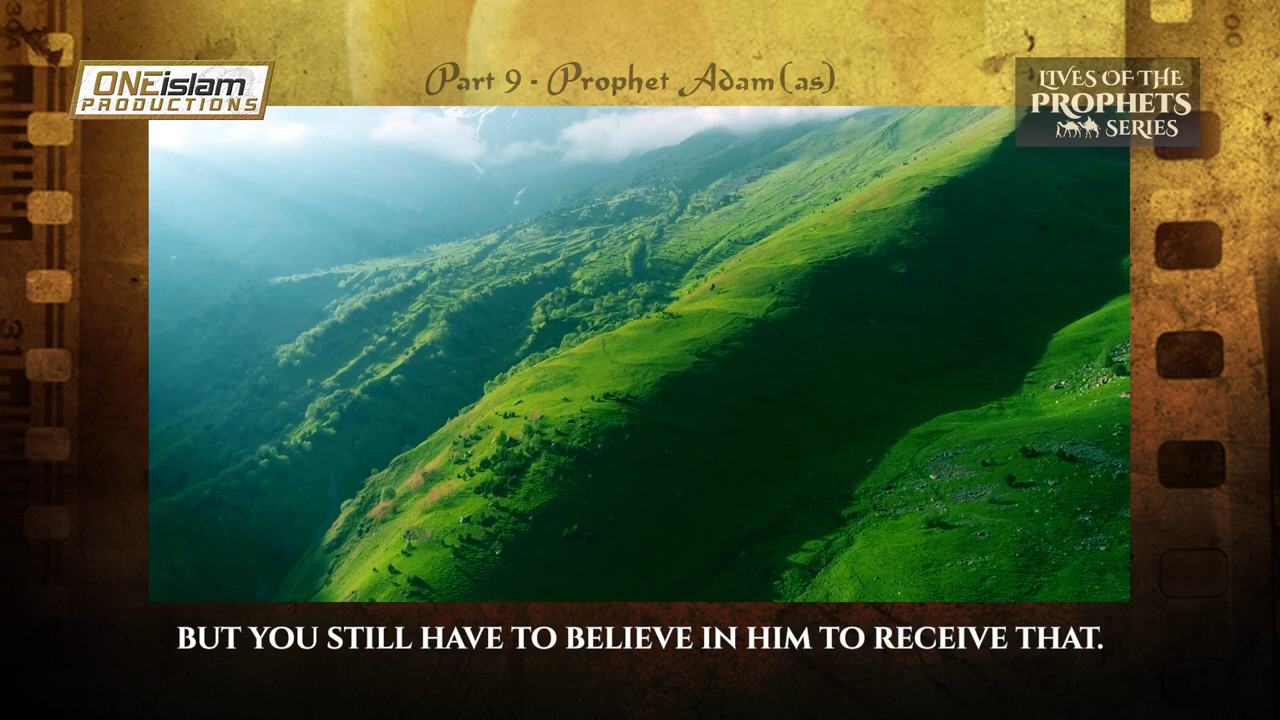 ONEislam
PRODUCTIONS
Part 9 - Prophet Adam (as)
LIVES OF THE
PROPHETS
SERIES
BUT YOU STILL HAVE TO BELIEVE IN HIM TO RECEIVE THAT.